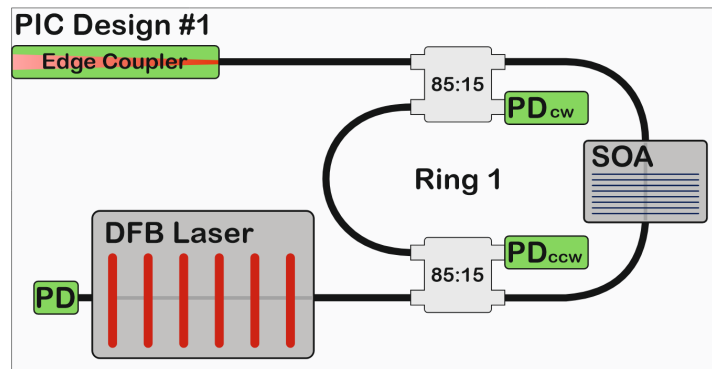 PIC Design #1
Edge Coupler
85:15
PDcw
SOA
Ring 1
DFB Laser
PDccw
85:15
PD